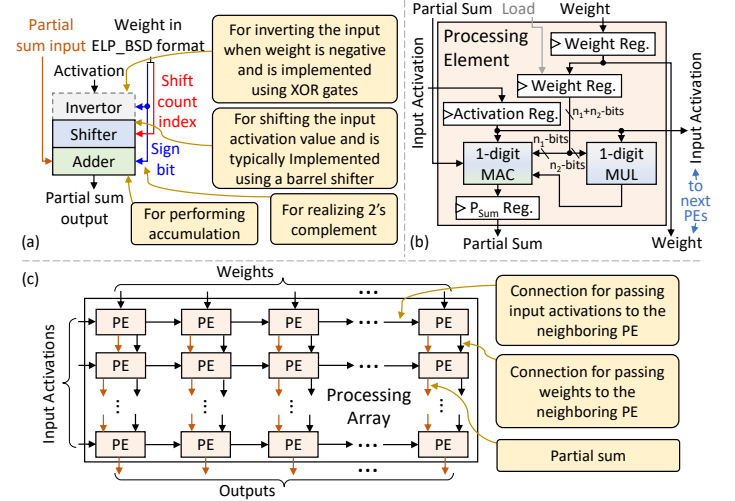 Partial
sum input
Weight in
ELP_BSD format
Activation
Invertor
Shifter
Adder
Shift
count
index
Sign
bit
Partial sum
output
For inverting the input
when weight is negative
and is implemented
using XOR gates
For shifting the input
activation value and is
typically Implemented
using a barrel shifter
For performing
accumulation
For realizing 2's
complement
(a)
Partial Sum
Load
Weight
Processing
Element
Weight Reg.
Weight Reg.
Activation Reg.
n1+n2-bits
n1-bits
n2-bits
1-digit
MAC
1-digit
MUL
PSum Reg.
Input Activation
Input Activation
to
next
PEs
(b)
Partial Sum
Weight
(c)
Weights
Input Activations
PE PE PE PE
PE PE PE PE
Processing
Array
PE PE PE PE
Outputs
Connection for passing
input activations to the
neighboring PE
Connection for passing
weights to the
neighboring PE
Partial sum